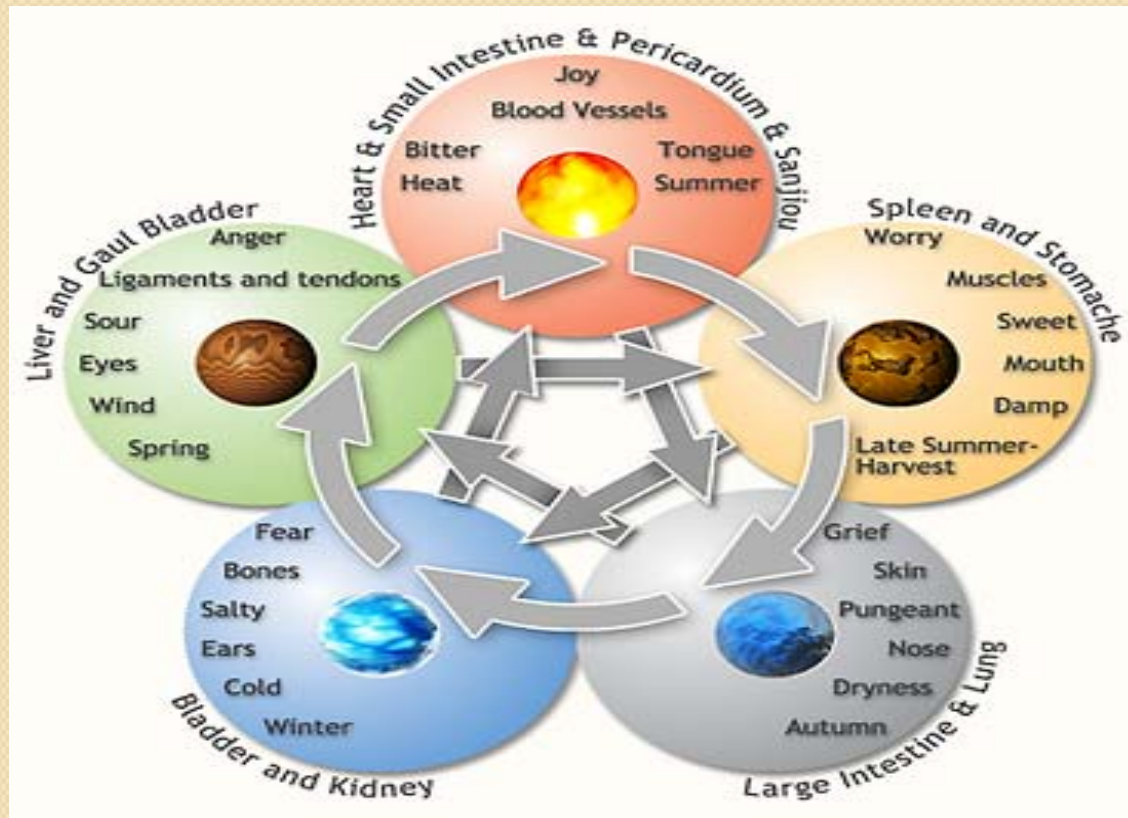 Heart & Small Intestine & Pericardium & Sanjiou
Joy
Blood Vessels
Bitter
Tongue
Heat
Summer
Spleen and Stomache
Worry
Muscles
Sweet
Mouth
Damp
Late Summer-
Harvest
Large Intestine & Lung
Grief
Skin
Pungeant
Nose
Dryness
Autumn
Bladder and Kidney
Fear
Bones
Salty
Ears
Cold
Winter
Liver and Gaul Bladder
Anger
Ligaments and tendons
Sour
Eyes
Wind
Spring